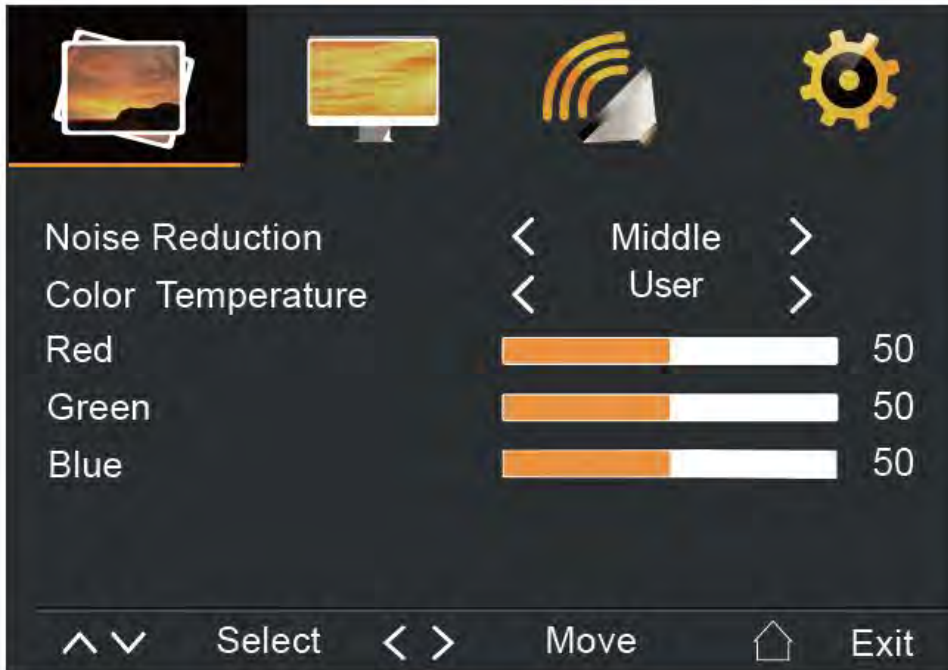 Noise Reduction < Middle >
Color Temperature < User >
Red 50
Green 50
Blue 50
Select < > Move Exit